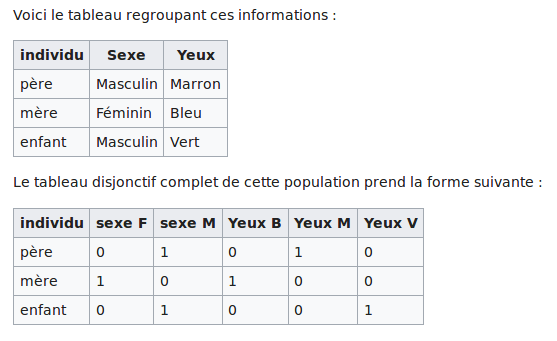 Voici le tableau regroupant ces informations :
individu Sexe Yeux
père Masculin Marron
mère Féminin Bleu
enfant Masculin Vert
Le tableau disjonctif complet de cette population prend la forme suivante :
individu sexe F sexe M Yeux B Yeux M Yeux V
père 0 1 0 1 0
mère 1 0 1 0 0
enfant 0 1 0 0 1